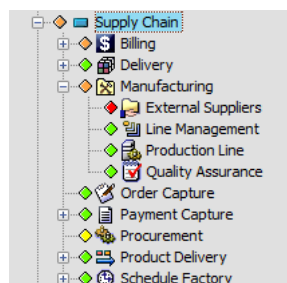 Supply Chain
Billing
Delivery
Manufacturing
External Suppliers
Line Management
Production Line
Quality Assurance
Order Capture
Payment Capture
Procurement
Product Delivery
Schedule Factory